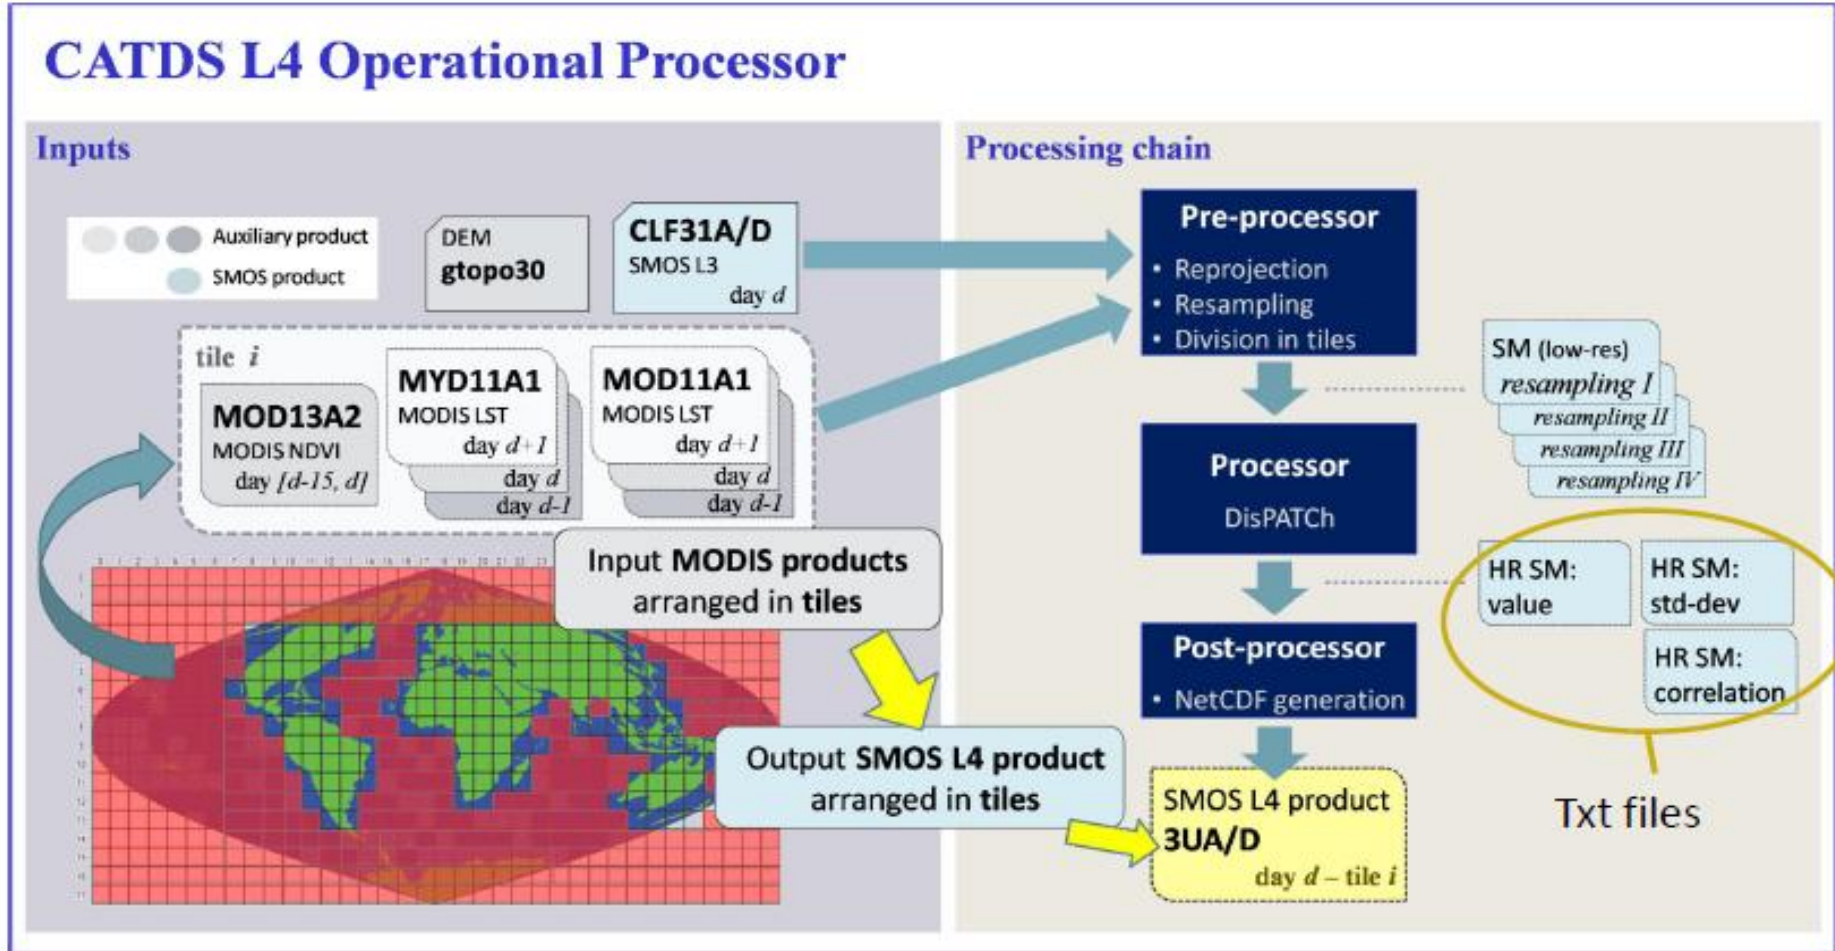 CATDS L4 Operational Processor
Inputs
Auxiliary product
SMOS product
DEM
gtopo30
CLF31A/D
SMOS L3
day d
tile i
MOD13A2
MODIS NDVI
day [d-15, d]
MYD11A1
MODIS LST
day d+1
day d
day d-1
MOD11A1
MODIS LST
day d+1
day d
day d-1
Input MODIS products
arranged in tiles
Output SMOS L4 product
arranged in tiles
Processing chain
Pre-processor
• Reprojection
• Resampling
• Division in tiles
SM (low-res)
resampling I
resampling II
resampling III
resampling IV
Processor
DisPATCh
HR SM:
value
HR SM:
std-dev
HR SM:
correlation
Post-processor
• NetCDF generation
SMOS L4 product
3UA/D
day d – tile i
Txt files